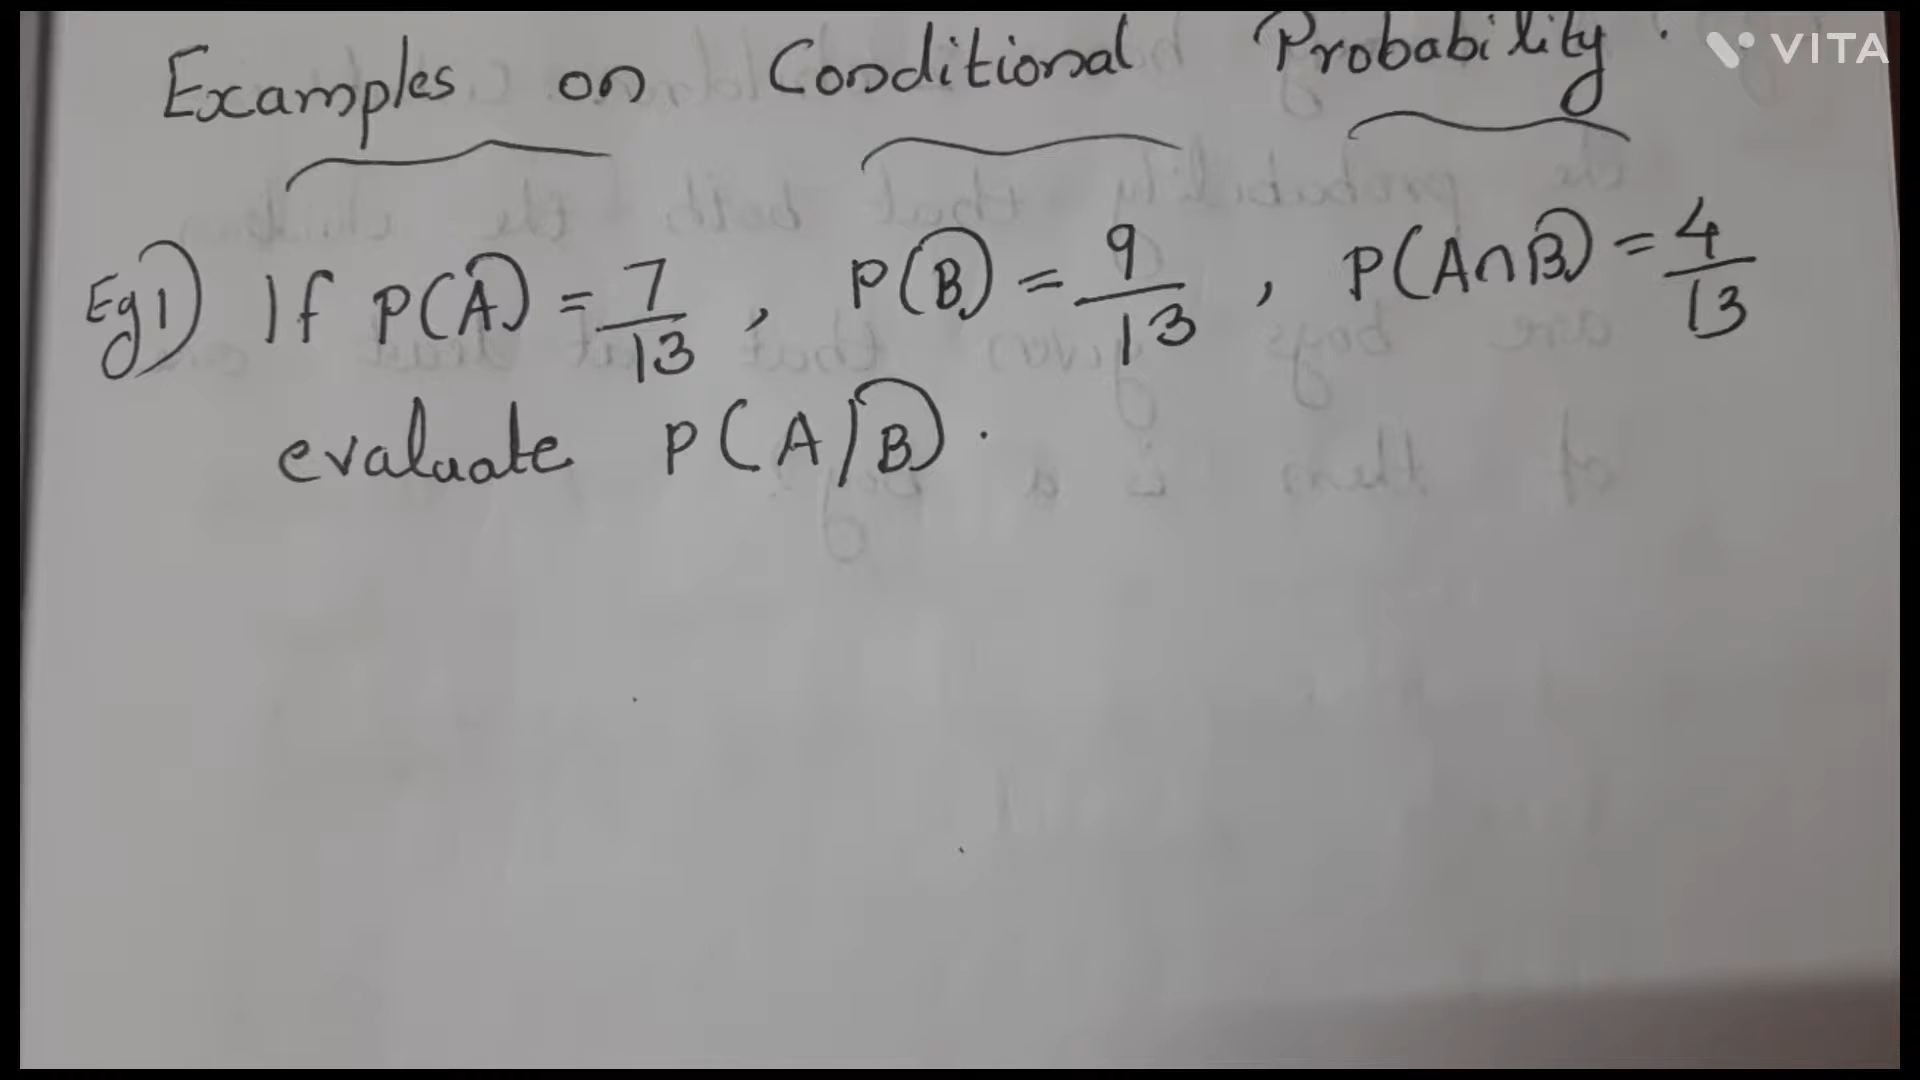 Examples on Conditional Probability.
VITA
Eg1) If P(A) = 7/13, P(B) = 9/13, P(A∩B) = 4/13
evaluate P(A/B).